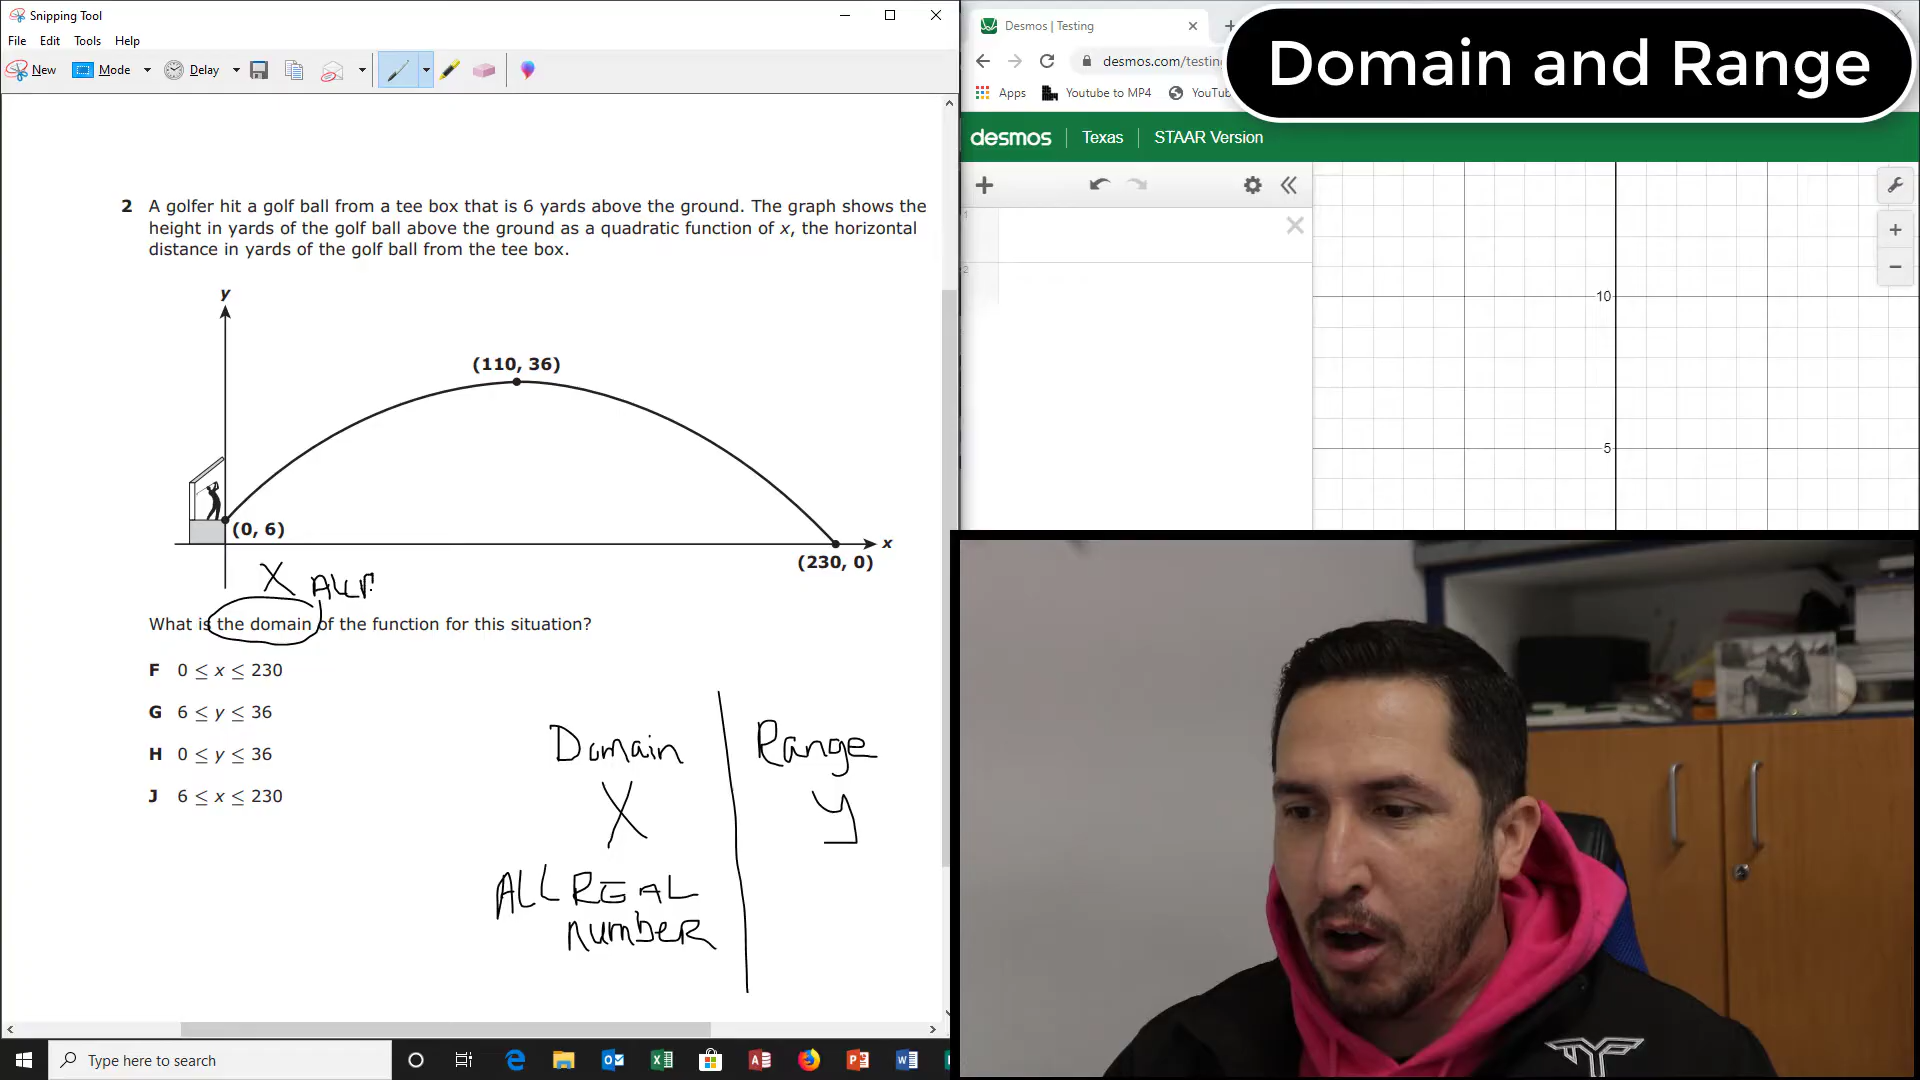 Snipping Tool
File Edit Tools Help
New Mode Delay
2 A golfer hit a golf ball from a tee box that is 6 yards above the ground. The graph shows the
height in yards of the golf ball above the ground as a quadratic function of x, the horizontal
distance in yards of the golf ball from the tee box.
y
(110, 36)
(0, 6)
x
(230, 0)
X ALL
What is the domain of the function for this situation?
F 0 ≤ x ≤ 230
G 6 ≤ y ≤ 36
H 0 ≤ y ≤ 36
J 6 ≤ x ≤ 230
Domain Range
X y
ALL REAL
NumbER
Type here to search
Desmos | Testing
desmos.com/testing
Apps Youtube to MP4
Domain and Range
desmos Texas STAAR Version
1
2
10
5